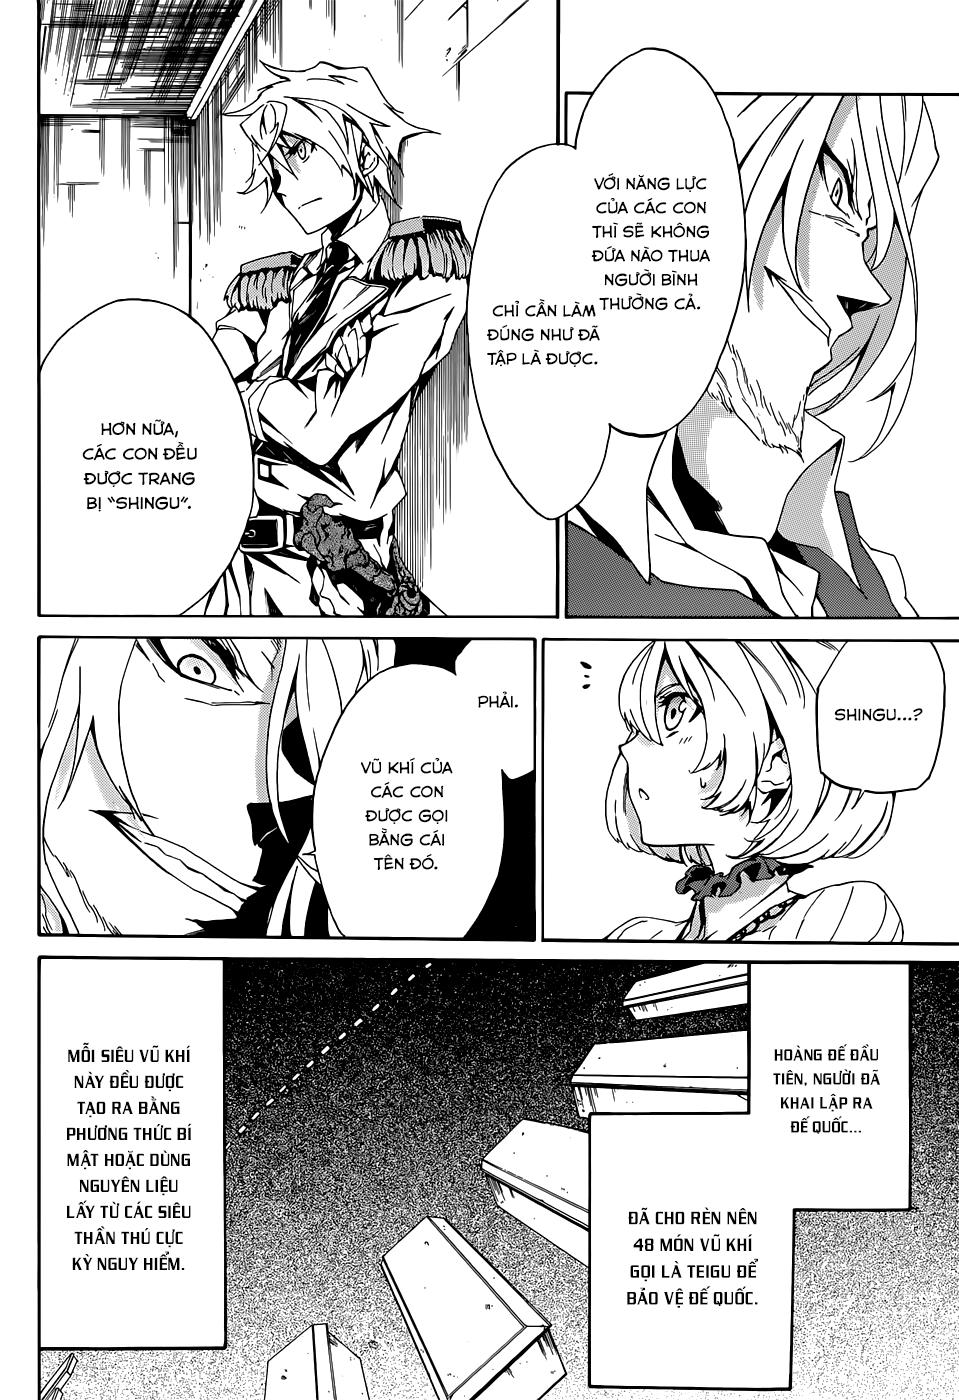 VỚI NĂNG LỰC
CỦA CÁC CON
THÌ SẼ KHÔNG
ĐỨA NÀO THUA
NGƯỜI BÌNH
THƯỜNG CẢ.
CHỈ CẦN LÀM
ĐÚNG NHƯ ĐÃ
TẬP LÀ ĐƯỢC.
HƠN NỮA,
CÁC CON ĐỀU
ĐƯỢC TRANG
BỊ "SHINGU".
SHINGU...?
PHẢI.
VŨ KHÍ CỦA
CÁC CON
ĐƯỢC GỌI
BẰNG CÁI
TÊN ĐÓ.
HOÀNG ĐẾ ĐẦU
TIÊN, NGƯỜI ĐÃ
KHAI LẬP RA
ĐẾ QUỐC...
ĐÃ CHO RÈN NÊN
48 MÓN VŨ KHÍ
GỌI LÀ TEIGU ĐỂ
BẢO VỆ ĐẾ QUỐC.
MỖI SIÊU VŨ KHÍ
NÀY ĐỀU ĐƯỢC
TẠO RA BẰNG
PHƯƠNG THỨC BÍ
MẬT HOẶC DÙNG
NGUYÊN LIỆU
LẤY TỪ CÁC SIÊU
THẦN THÚ CỰC
KỲ NGUY HIỂM.